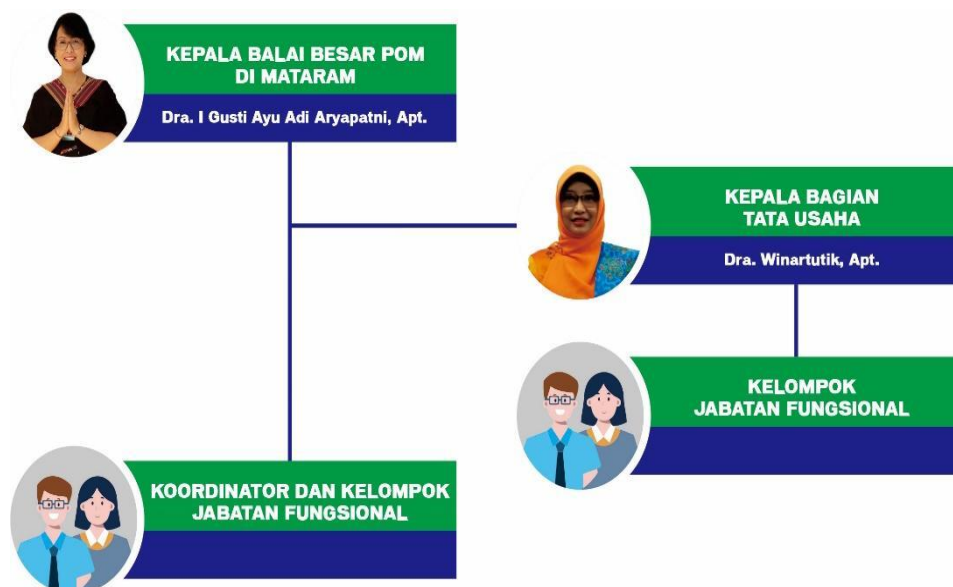 KEPALA BALAI BESAR POM
DI MATARAM
Dra. I Gusti Ayu Adi Aryapatni, Apt.
KEPALA BAGIAN
TATA USAHA
Dra. Winartutik, Apt.
KELOMPOK
JABATAN FUNGSIONAL
KOORDINATOR DAN KELOMPOK
JABATAN FUNGSIONAL